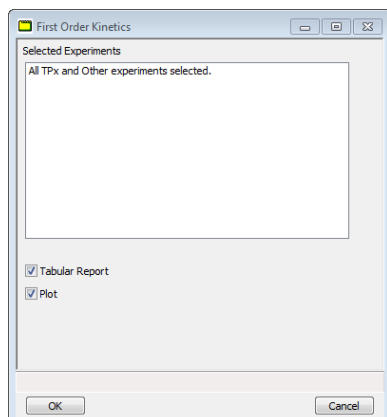 First Order Kinetics
Selected Experiments
All TPx and Other experiments selected.
Tabular Report
Plot
OK
Cancel